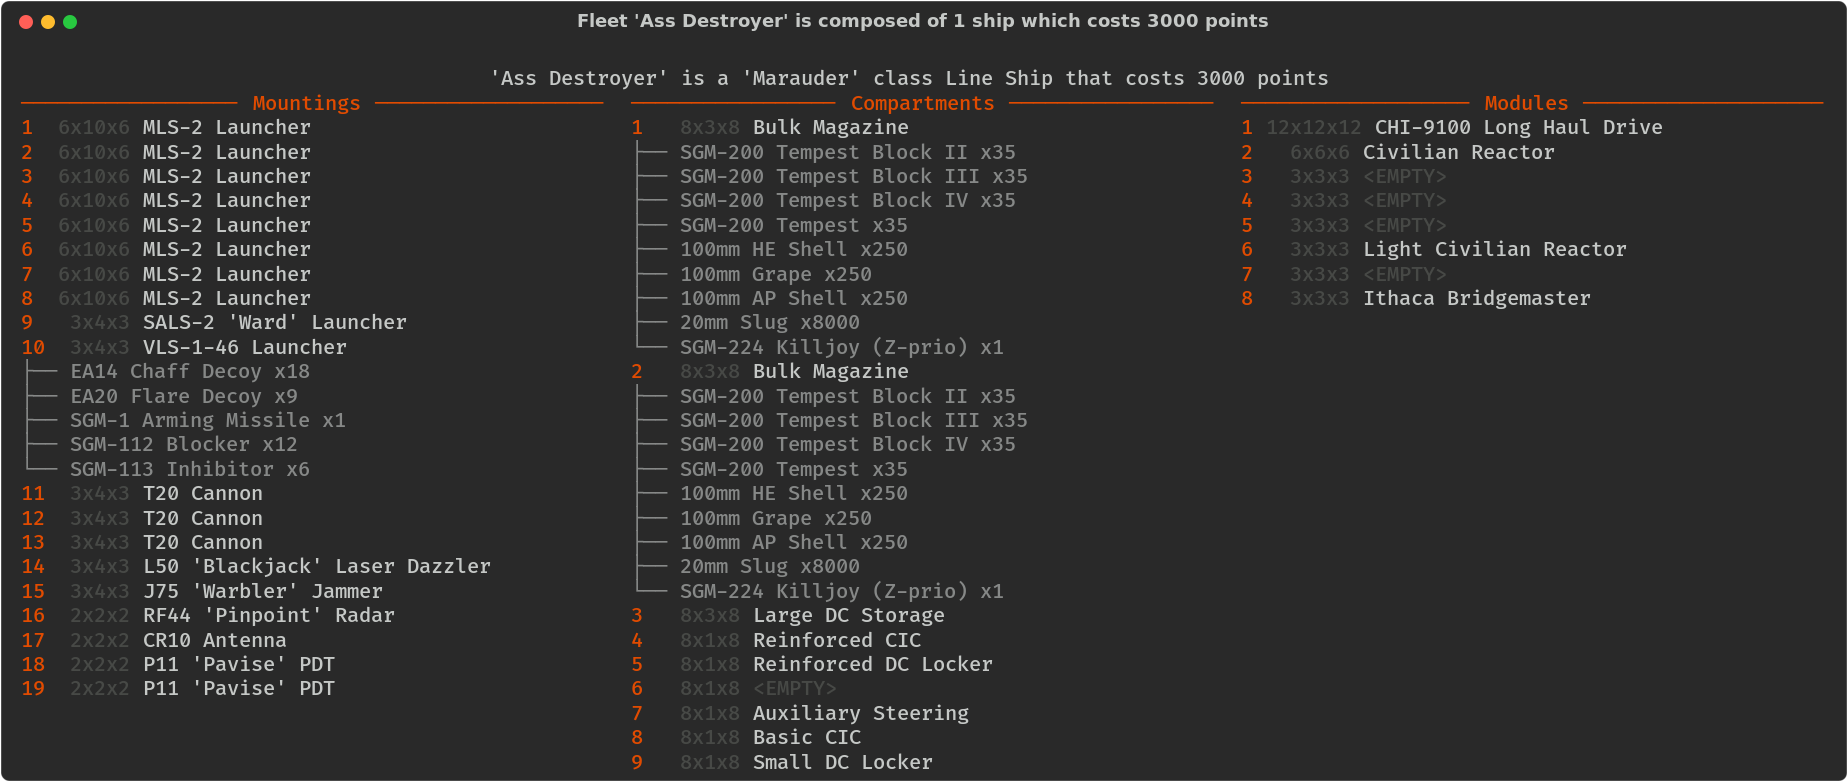 Fleet 'Ass Destroyer' is composed of 1 ship which costs 3000 points
'Ass Destroyer' is a 'Marauder' class Line Ship that costs 3000 points
Mountings
1 6x10x6 MLS-2 Launcher
2 6x10x6 MLS-2 Launcher
3 6x10x6 MLS-2 Launcher
4 6x10x6 MLS-2 Launcher
5 6x10x6 MLS-2 Launcher
6 6x10x6 MLS-2 Launcher
7 6x10x6 MLS-2 Launcher
8 6x10x6 MLS-2 Launcher
9 3x4x3 SALS-2 'Ward' Launcher
10 3x4x3 VLS-1-46 Launcher
EA14 Chaff Decoy x18
EA20 Flare Decoy x9
SGM-1 Arming Missile x1
SGM-112 Blocker x12
SGM-113 Inhibitor x6
11 3x4x3 T20 Cannon
12 3x4x3 T20 Cannon
13 3x4x3 T20 Cannon
14 3x4x3 L50 'Blackjack' Laser Dazzler
15 3x4x3 J75 'Warbler' Jammer
16 2x2x2 RF44 'Pinpoint' Radar
17 2x2x2 CR10 Antenna
18 2x2x2 P11 'Pavise' PDT
19 2x2x2 P11 'Pavise' PDT
Compartments
1 8x3x8 Bulk Magazine
SGM-200 Tempest Block II x35
SGM-200 Tempest Block III x35
SGM-200 Tempest Block IV x35
SGM-200 Tempest x35
100mm HE Shell x250
100mm Grape x250
100mm AP Shell x250
20mm Slug x8000
SGM-224 Killjoy (Z-prio) x1
2 8x3x8 Bulk Magazine
SGM-200 Tempest Block II x35
SGM-200 Tempest Block III x35
SGM-200 Tempest Block IV x35
SGM-200 Tempest x35
100mm HE Shell x250
100mm Grape x250
100mm AP Shell x250
20mm Slug x8000
SGM-224 Killjoy (Z-prio) x1
3 8x3x8 Large DC Storage
4 8x1x8 Reinforced CIC
5 8x1x8 Reinforced DC Locker
6 8x1x8 <EMPTY>
7 8x1x8 Auxiliary Steering
8 8x1x8 Basic CIC
9 8x1x8 Small DC Locker
Modules
1 12x12x12 CHI-9100 Long Haul Drive
2 6x6x6 Civilian Reactor
3 3x3x3 <EMPTY>
4 3x3x3 <EMPTY>
5 3x3x3 <EMPTY>
6 3x3x3 Light Civilian Reactor
7 3x3x3 <EMPTY>
8 3x3x3 Ithaca Bridgemaster